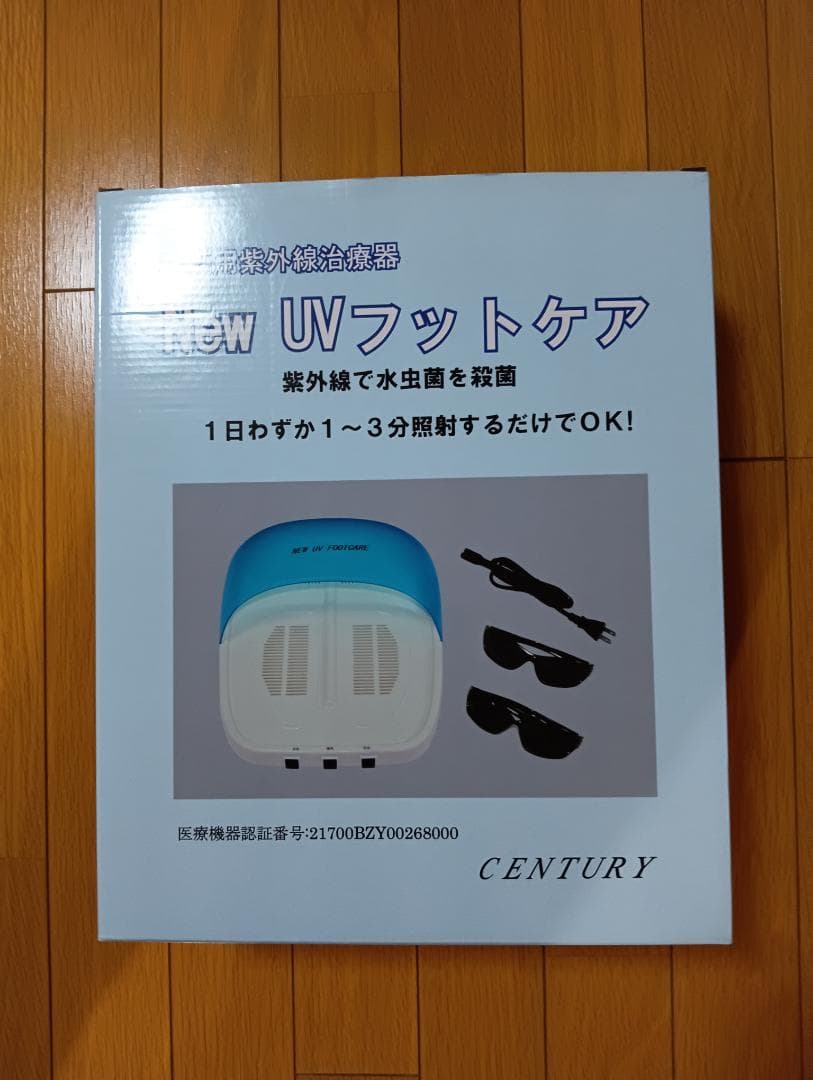 用紫外線治療器
New UVフットケア
紫外線で水虫菌を殺菌
1日わずか1～3分照射するだけでOK!
NEW UV FOOTCARE
医療機器認証番号:21700BZY00268000
CENTURY